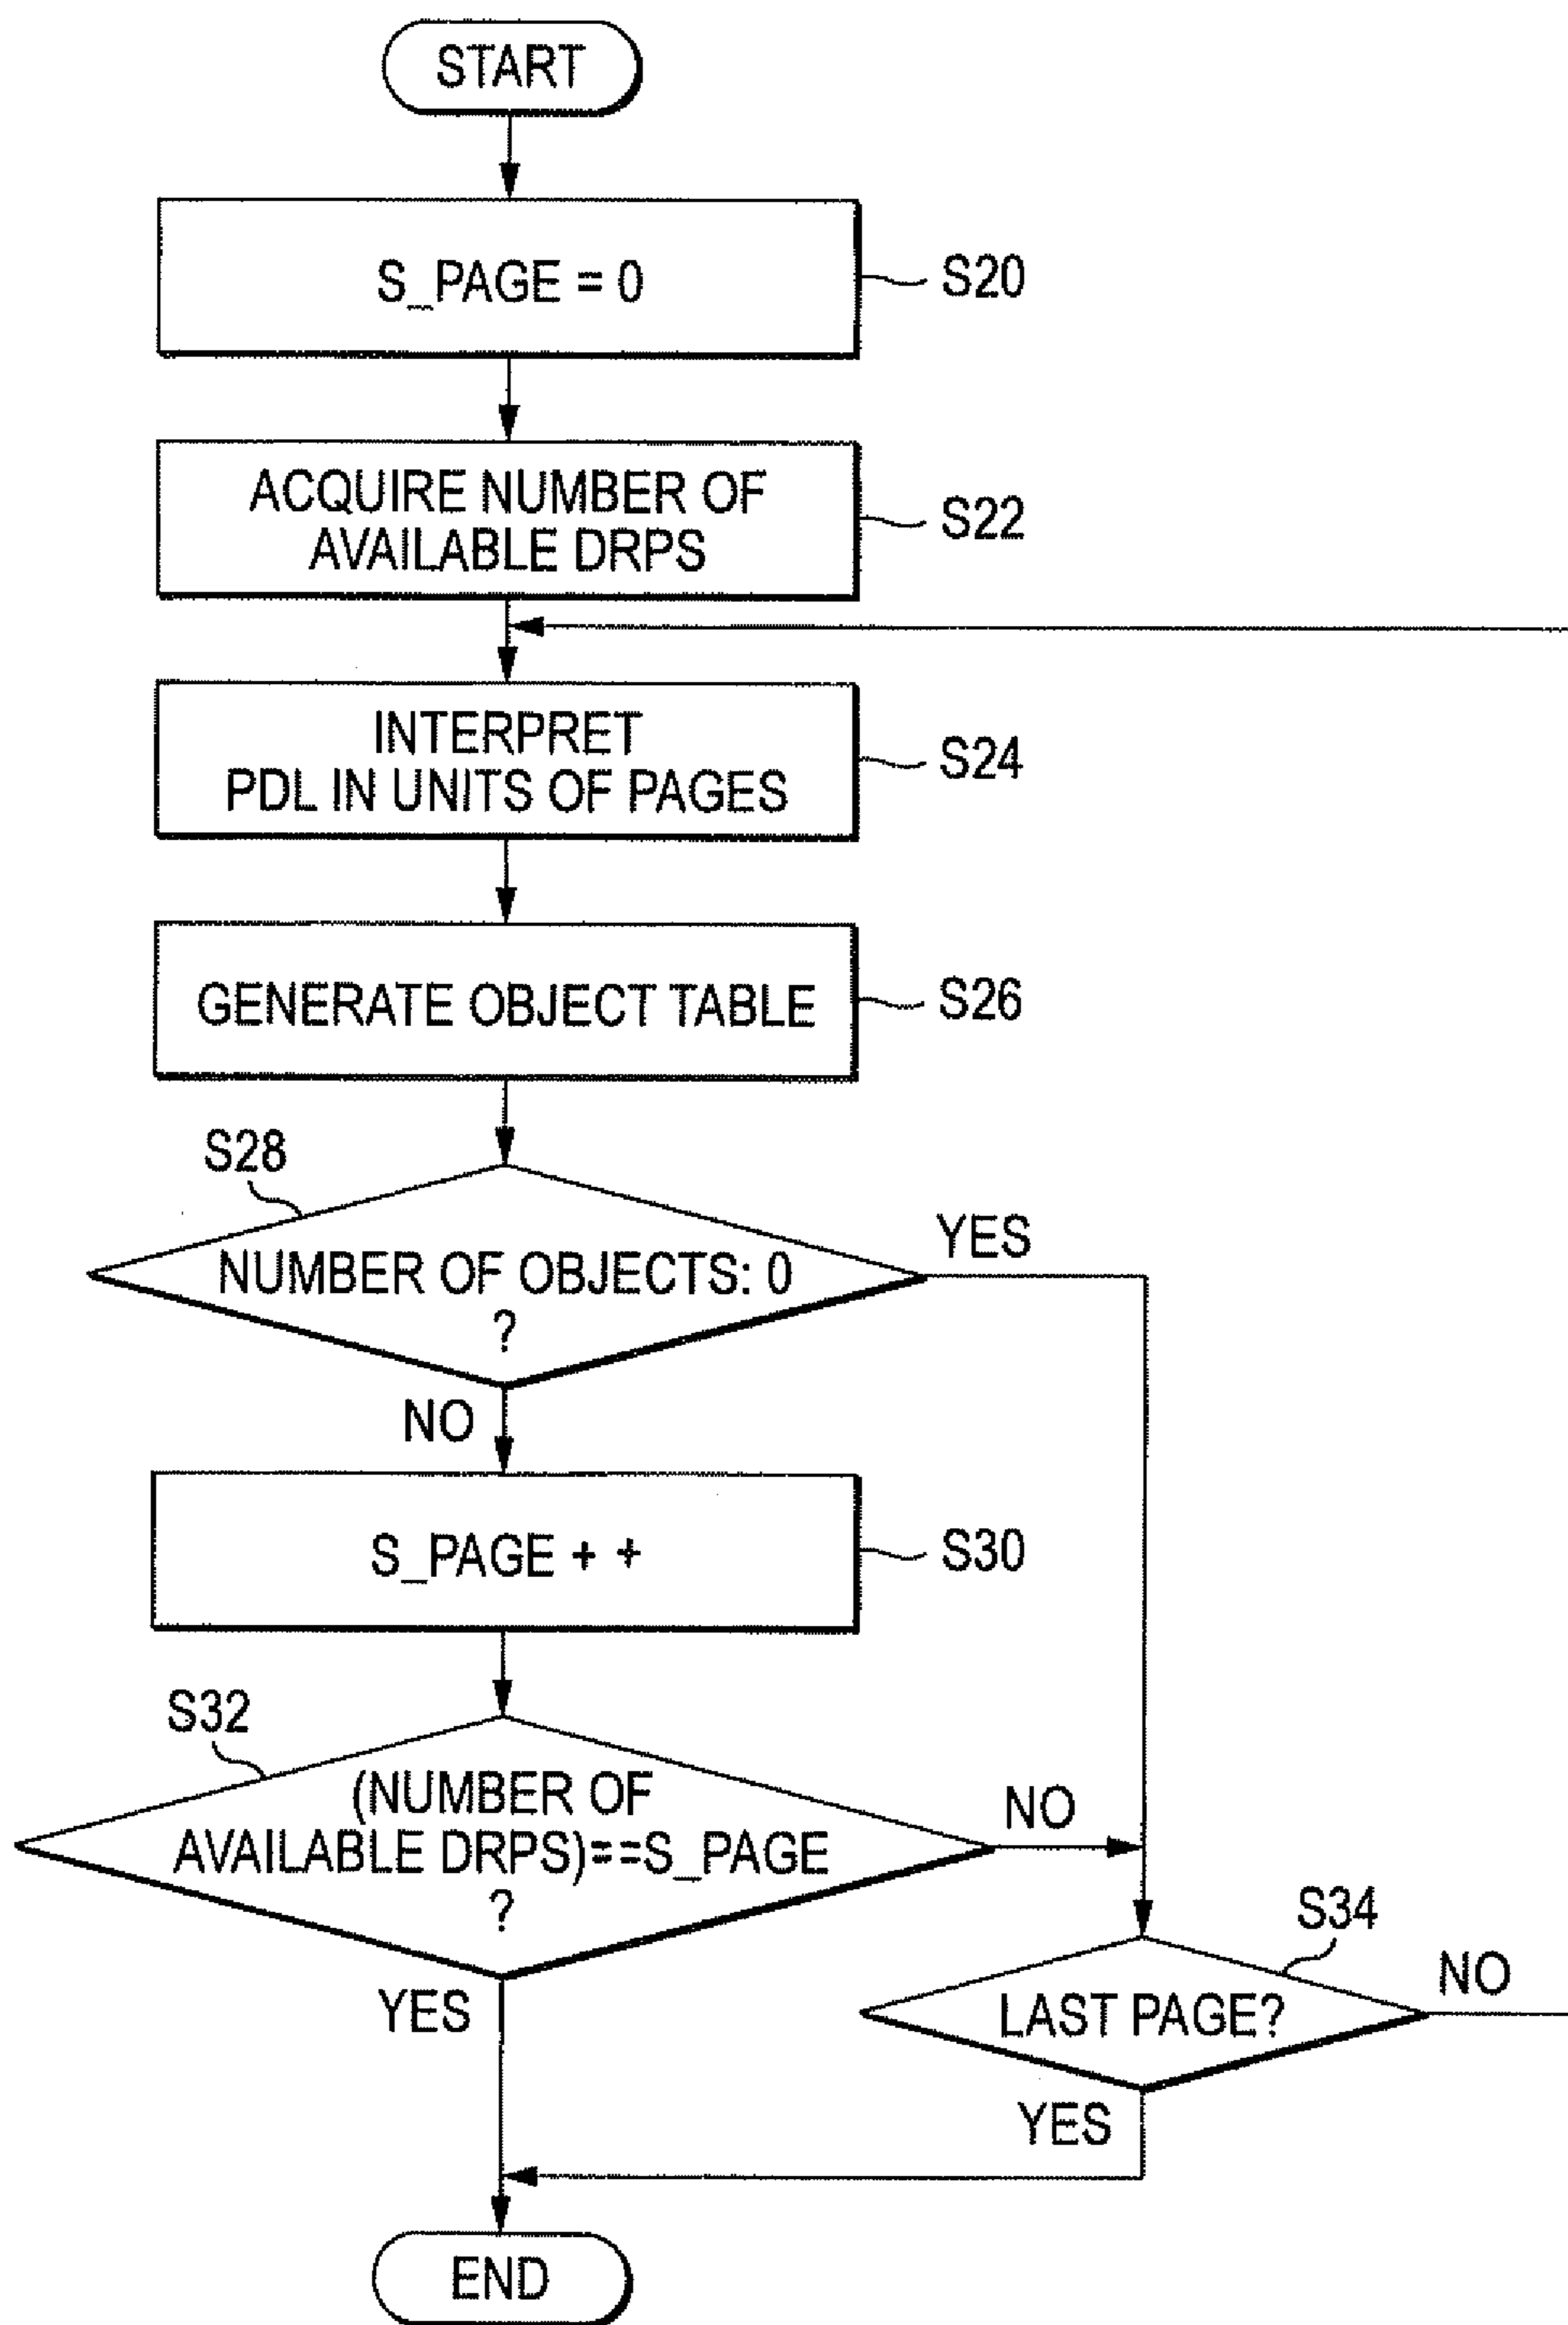 START
S_PAGE = 0
S20
ACQUIRE NUMBER OF
AVAILABLE DRPS
S22
INTERPRET
PDL IN UNITS OF PAGES
S24
GENERATE OBJECT TABLE
S26
S28
NUMBER OF OBJECTS: 0
?
YES
NO
S_PAGE + +
S30
S32
(NUMBER OF
AVAILABLE DRPS)==S_PAGE
?
NO
YES
S34
LAST PAGE?
NO
YES
END